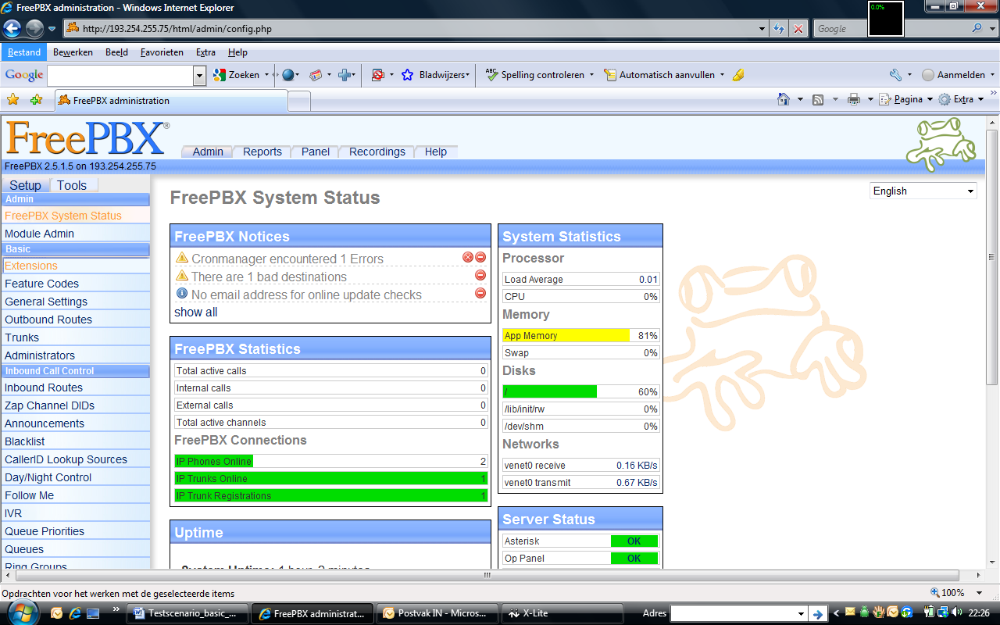 FreePBX administration - Windows Internet Explorer
0.0%
http://193.254.255.75/html/admin/config.php
Google
Bestand Bewerken Beeld Favorieten Extra Help
Google Zoeken Bladwijzers Spelling controleren Automatisch aanvullen Aanmelden
FreePBX administration
Pagina Extra
FreePBX®
Admin Reports Panel Recordings Help
FreePBX 2.5.1.5 on 193.254.255.75
Setup Tools
Admin
FreePBX System Status
Module Admin
Basic
Extensions
Feature Codes
General Settings
Outbound Routes
Trunks
Administrators
Inbound Call Control
Inbound Routes
Zap Channel DIDs
Announcements
Blacklist
CallerID Lookup Sources
Day/Night Control
Follow Me
IVR
Queue Priorities
Queues
Ring Groups
FreePBX System Status
English
FreePBX Notices
Cronmanager encountered 1 Errors
There are 1 bad destinations
No email address for online update checks
show all
FreePBX Statistics
Total active calls 0
Internal calls 0
External calls 0
Total active channels 0
FreePBX Connections
IP Phones Online 2
IP Trunks Online 1
IP Trunk Registrations 1
Uptime
System Uptime: 1 hour, 2 minutes
System Statistics
Processor
Load Average 0.01
CPU 0%
Memory
App Memory 81%
Swap 0%
Disks
/ 60%
/lib/init/rw 0%
/dev/shm 0%
Networks
venet0 receive 0.16 KB/s
venet0 transmit 0.67 KB/s
Server Status
Asterisk OK
Op Panel OK
Opdrachten voor het werken met de geselecteerde items
100%
Testscenario_basic_... FreePBX administrat... Postvak IN - Micros... X-Lite Adres 22:26